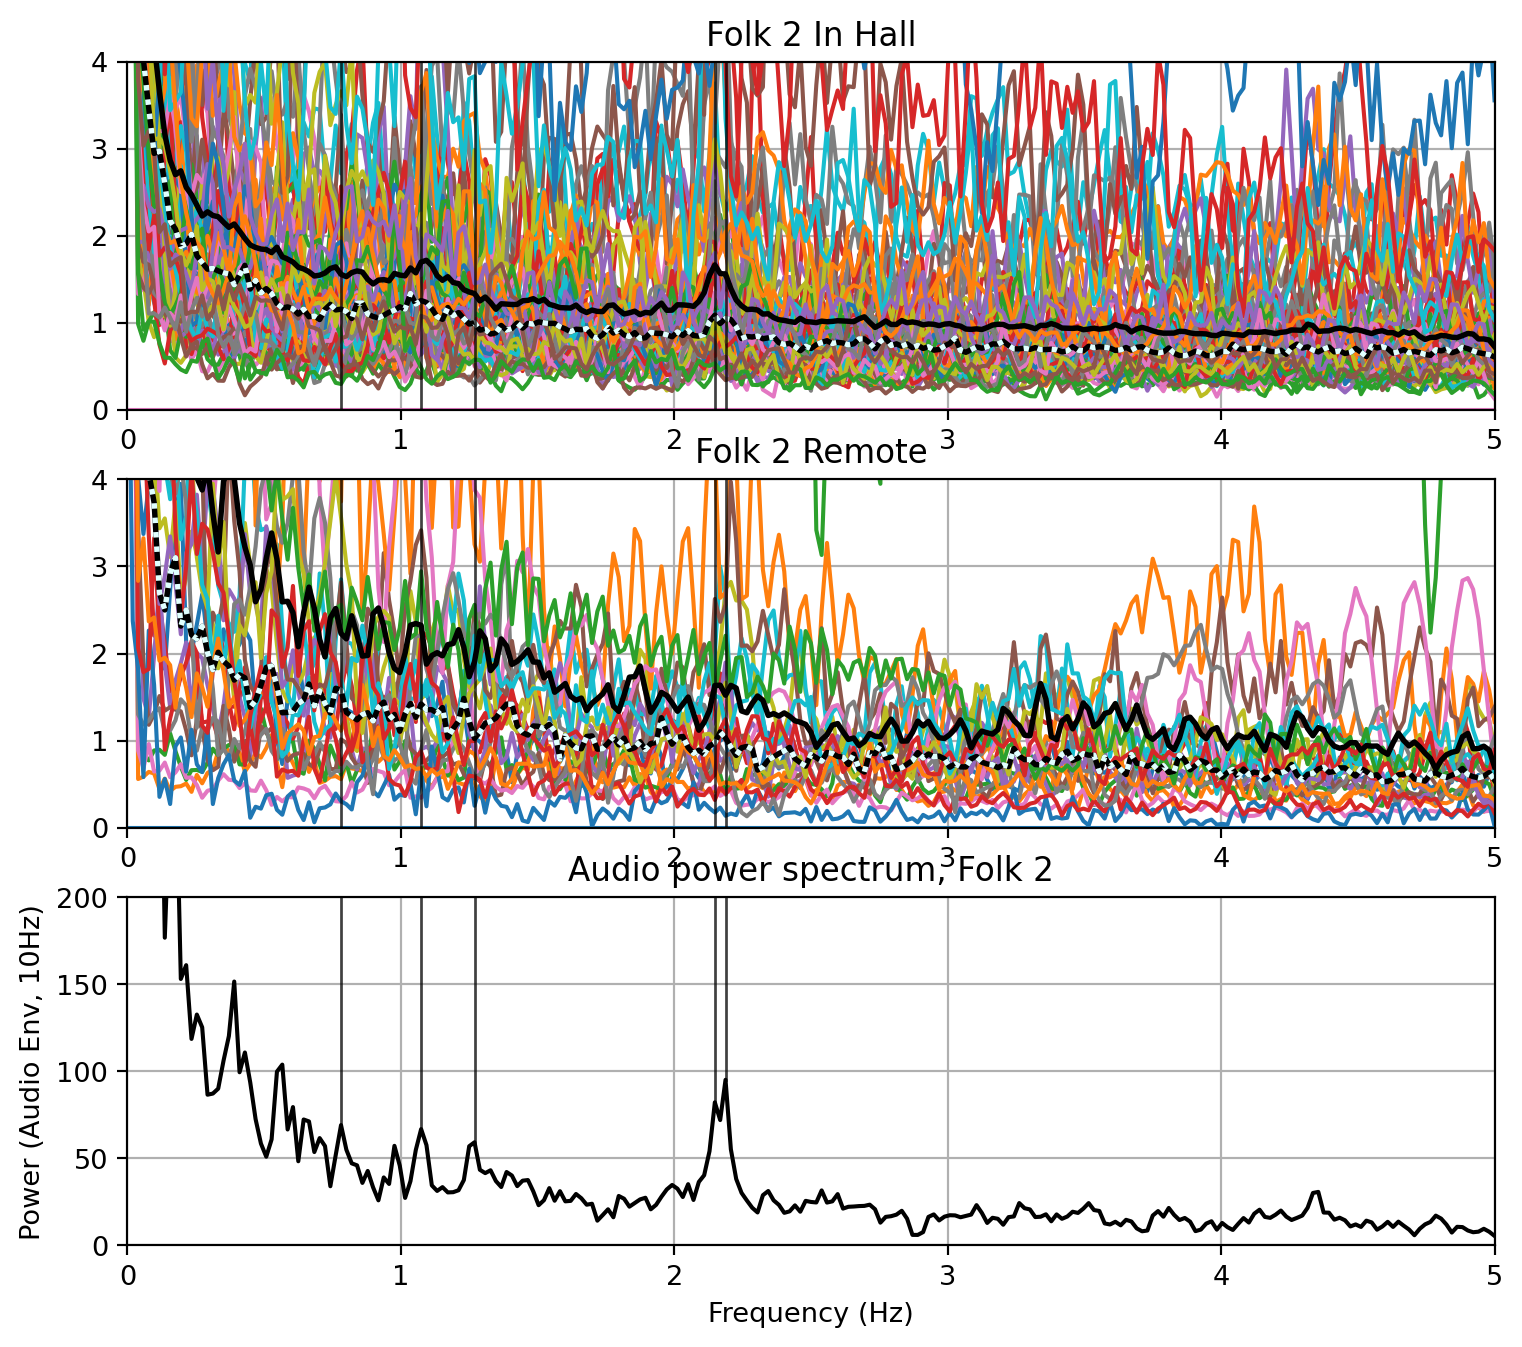 Folk 2 In Hall
4
3
2
1
0
0 1 2 3 4 5
Folk 2 Remote
4
3
2
1
0
0 1 2 3 4 5
Audio power spectrum, Folk 2
Power (Audio Env, 10Hz)
200
150
100
50
0
0 1 2 3 4 5
Frequency (Hz)